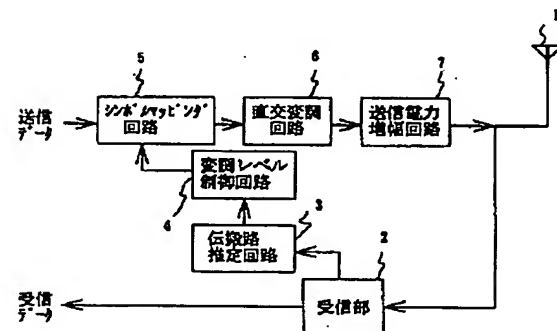 1
5
6
7
送信
データ
シンボルマッピング
回路
直交変調
回路
送信電力
増幅回路
変調レベル
制御回路
4
3
伝搬路
推定回路
2
受信
データ
受信部